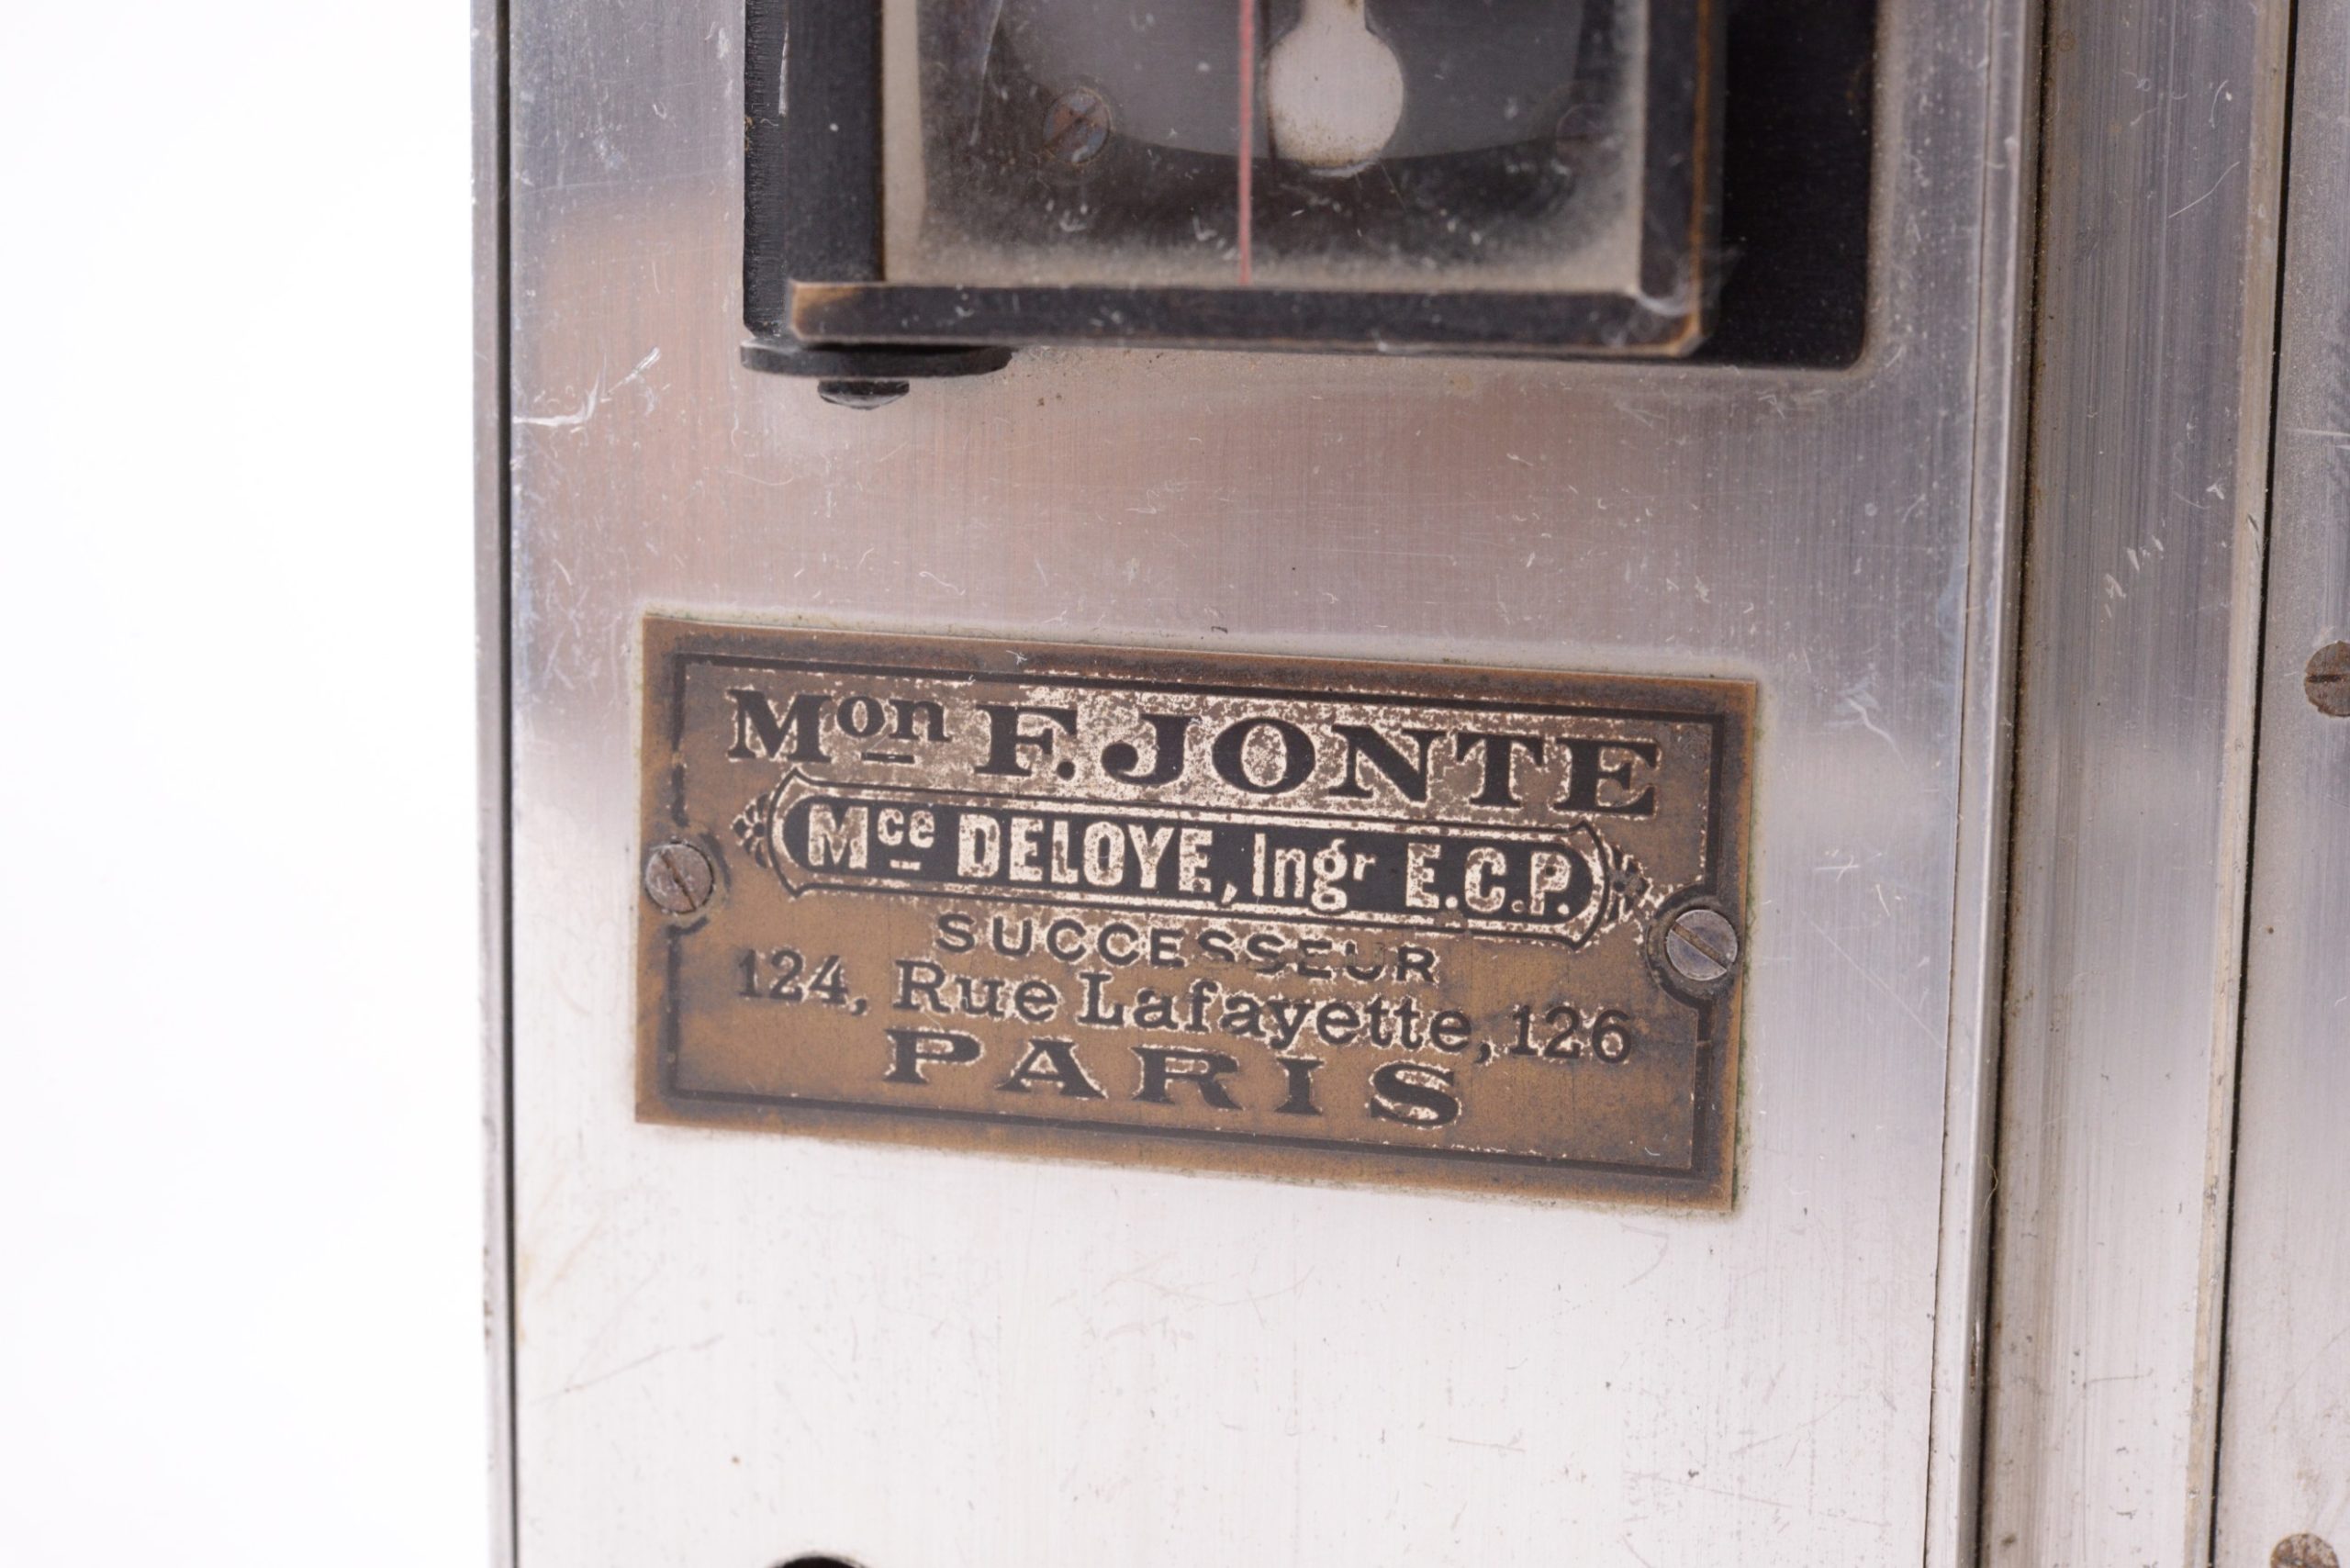 Mon F. JONTE
Mce DELOYE, Ingr E.C.P.
SUCCESSEUR
124, Rue Lafayette, 126
PARIS